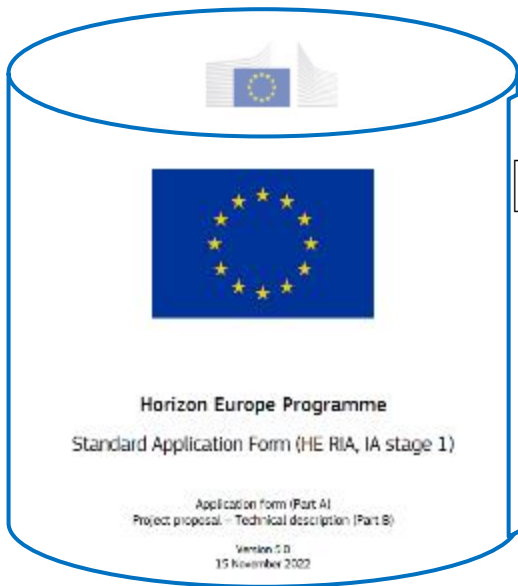 Horizon Europe Programme
Standard Application Form (HE RIA, IA stage 1)
Application form (Part A)
Project proposal – Technical description (Part B)
Version 5.0
15 November 2022